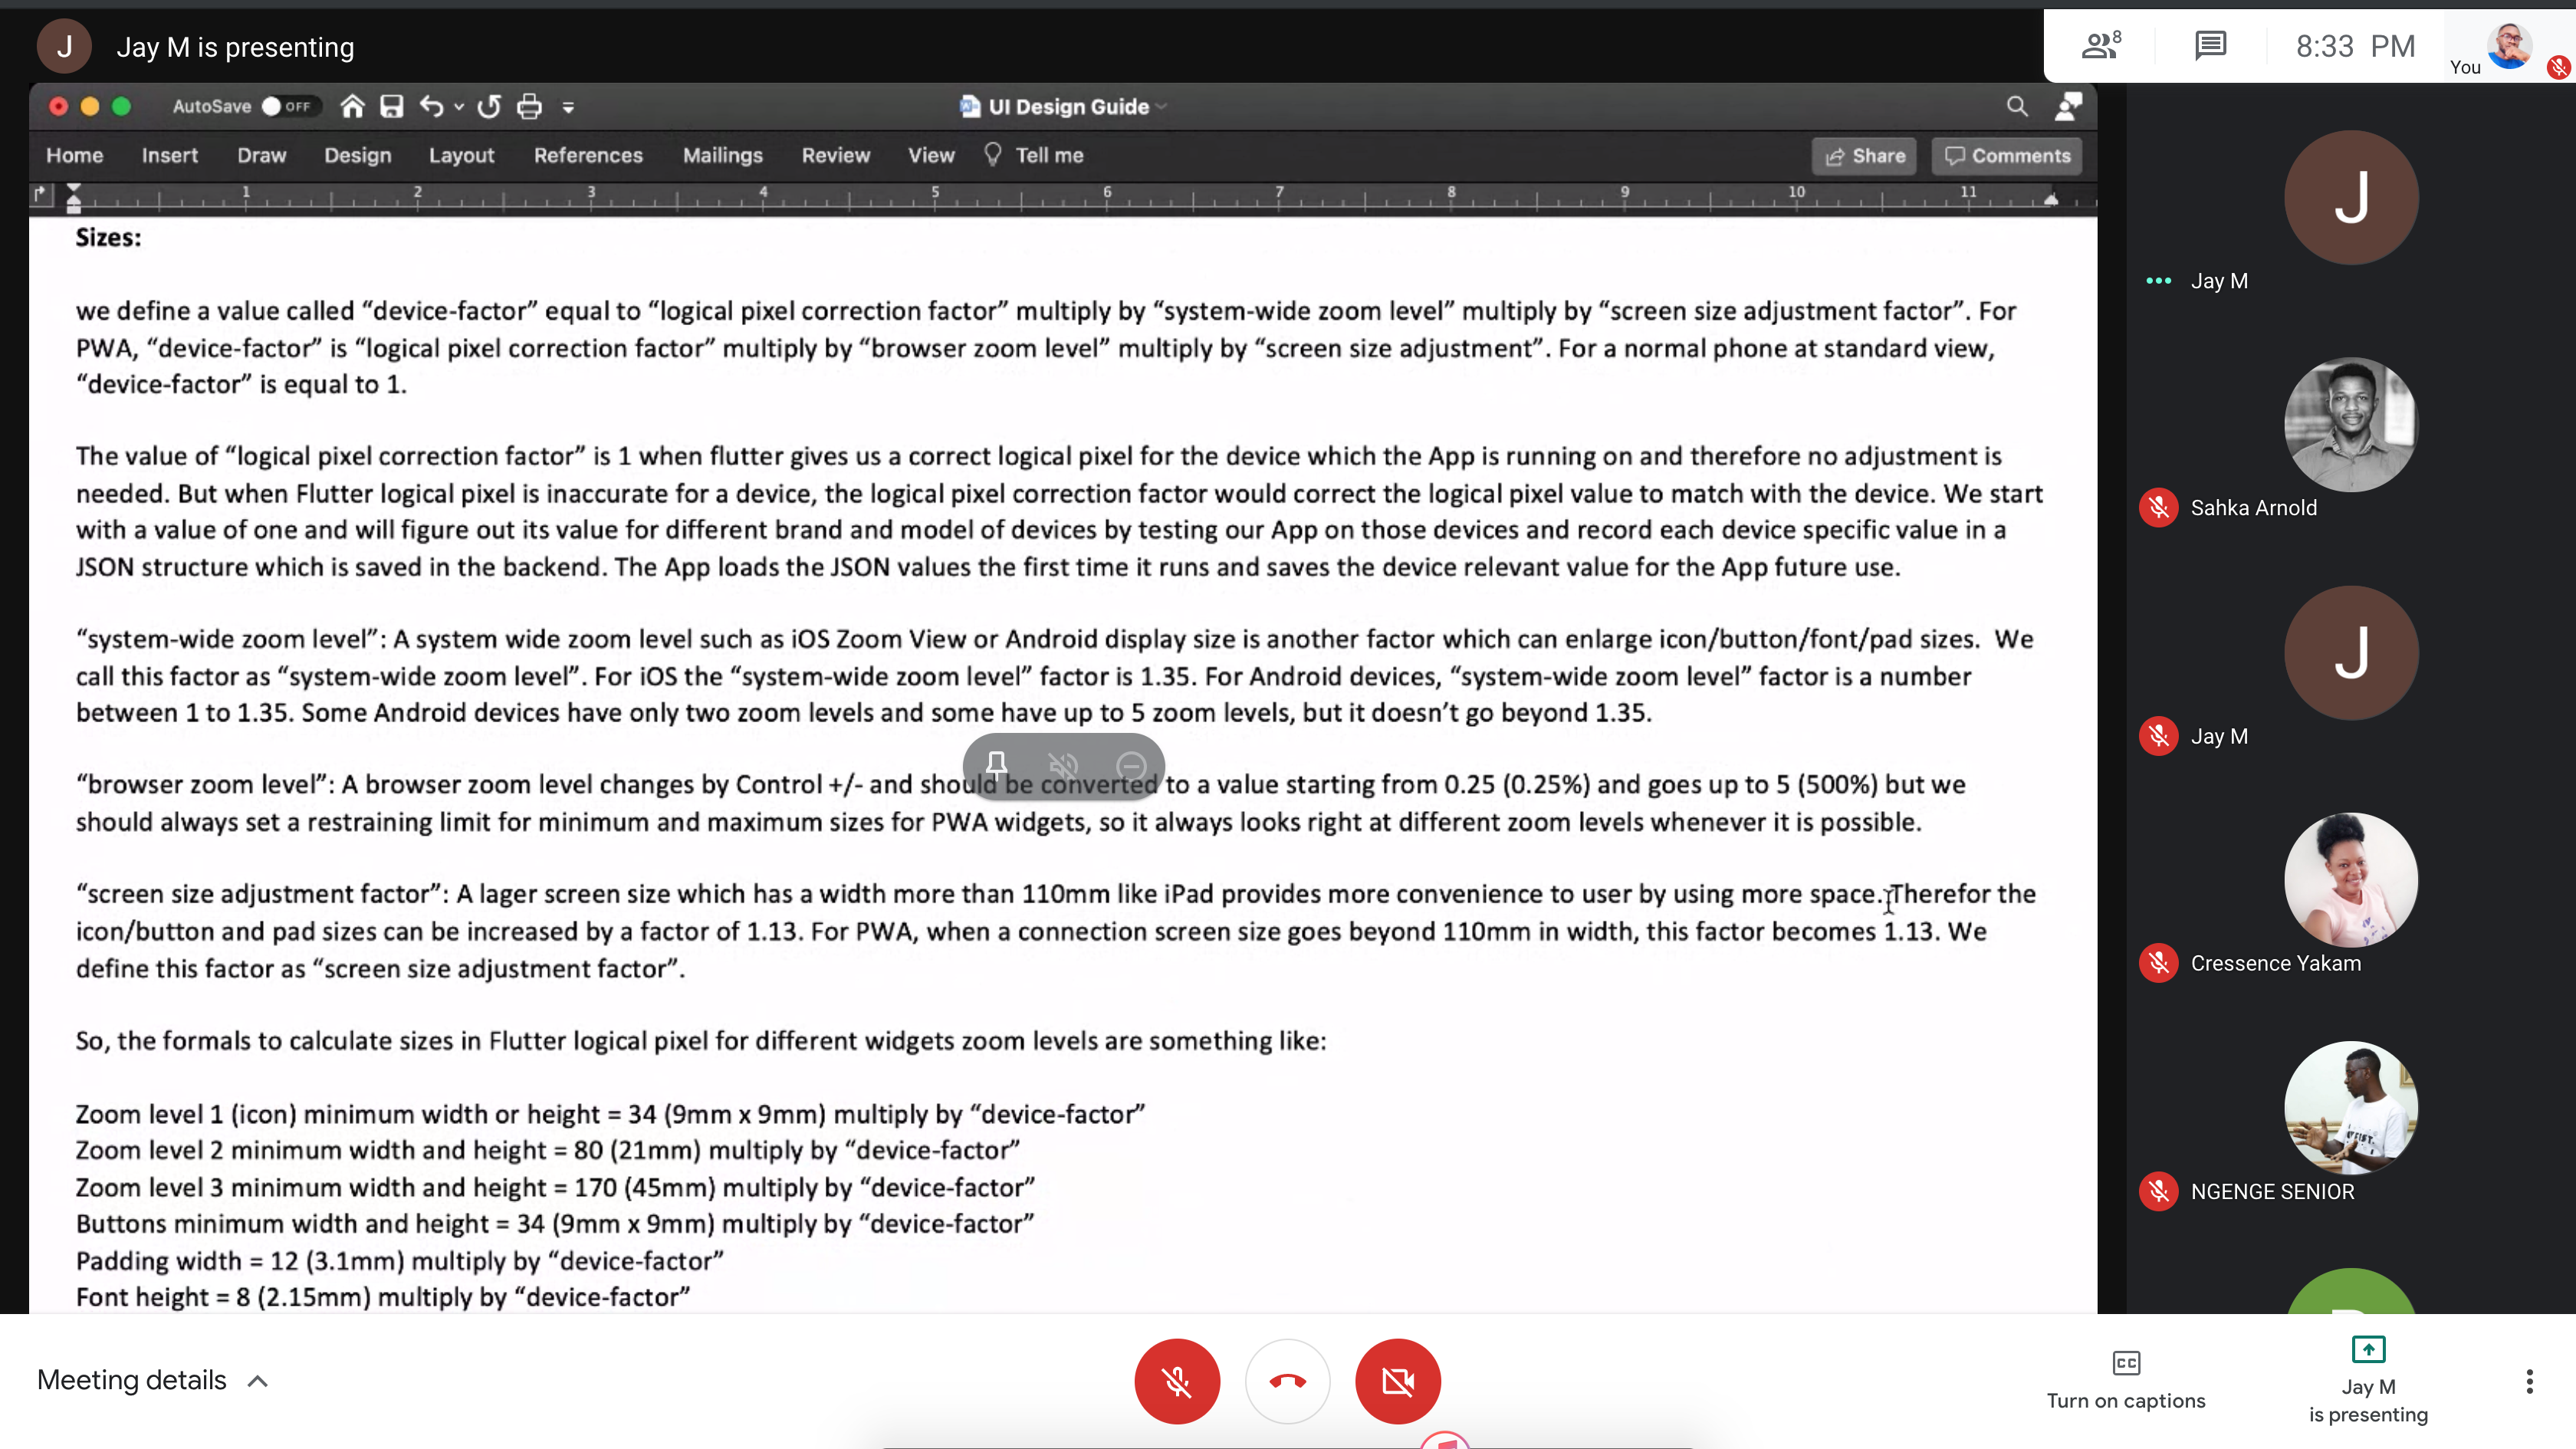 J Jay M is presenting
8 8:33 PM You
AutoSave OFF UI Design Guide
Home Insert Draw Design Layout References Mailings Review View Tell me Share Comments
1 2 3 4 5 6 7 8 9 10 11
Sizes:
we define a value called “device-factor” equal to “logical pixel correction factor” multiply by “system-wide zoom level” multiply by “screen size adjustment factor”. For
PWA, “device-factor” is “logical pixel correction factor” multiply by “browser zoom level” multiply by “screen size adjustment”. For a normal phone at standard view,
“device-factor” is equal to 1.
The value of “logical pixel correction factor” is 1 when flutter gives us a correct logical pixel for the device which the App is running on and therefore no adjustment is
needed. But when Flutter logical pixel is inaccurate for a device, the logical pixel correction factor would correct the logical pixel value to match with the device. We start
with a value of one and will figure out its value for different brand and model of devices by testing our App on those devices and record each device specific value in a
JSON structure which is saved in the backend. The App loads the JSON values the first time it runs and saves the device relevant value for the App future use.
“system-wide zoom level”: A system wide zoom level such as iOS Zoom View or Android display size is another factor which can enlarge icon/button/font/pad sizes. We
call this factor as “system-wide zoom level”. For iOS the “system-wide zoom level” factor is 1.35. For Android devices, “system-wide zoom level” factor is a number
between 1 to 1.35. Some Android devices have only two zoom levels and some have up to 5 zoom levels, but it doesn’t go beyond 1.35.
“browser zoom level”: A browser zoom level changes by Control +/- and should be converted to a value starting from 0.25 (0.25%) and goes up to 5 (500%) but we
should always set a restraining limit for minimum and maximum sizes for PWA widgets, so it always looks right at different zoom levels whenever it is possible.
“screen size adjustment factor”: A lager screen size which has a width more than 110mm like iPad provides more convenience to user by using more space. Therefor the
icon/button and pad sizes can be increased by a factor of 1.13. For PWA, when a connection screen size goes beyond 110mm in width, this factor becomes 1.13. We
define this factor as “screen size adjustment factor”.
So, the formals to calculate sizes in Flutter logical pixel for different widgets zoom levels are something like:
Zoom level 1 (icon) minimum width or height = 34 (9mm x 9mm) multiply by “device-factor”
Zoom level 2 minimum width and height = 80 (21mm) multiply by “device-factor”
Zoom level 3 minimum width and height = 170 (45mm) multiply by “device-factor”
Buttons minimum width and height = 34 (9mm x 9mm) multiply by “device-factor”
Padding width = 12 (3.1mm) multiply by “device-factor”
Font height = 8 (2.15mm) multiply by “device-factor”
J
Jay M
Sahka Arnold
J
Jay M
Cressence Yakam
NGENGE SENIOR
Meeting details
CC
Turn on captions
Jay M
is presenting